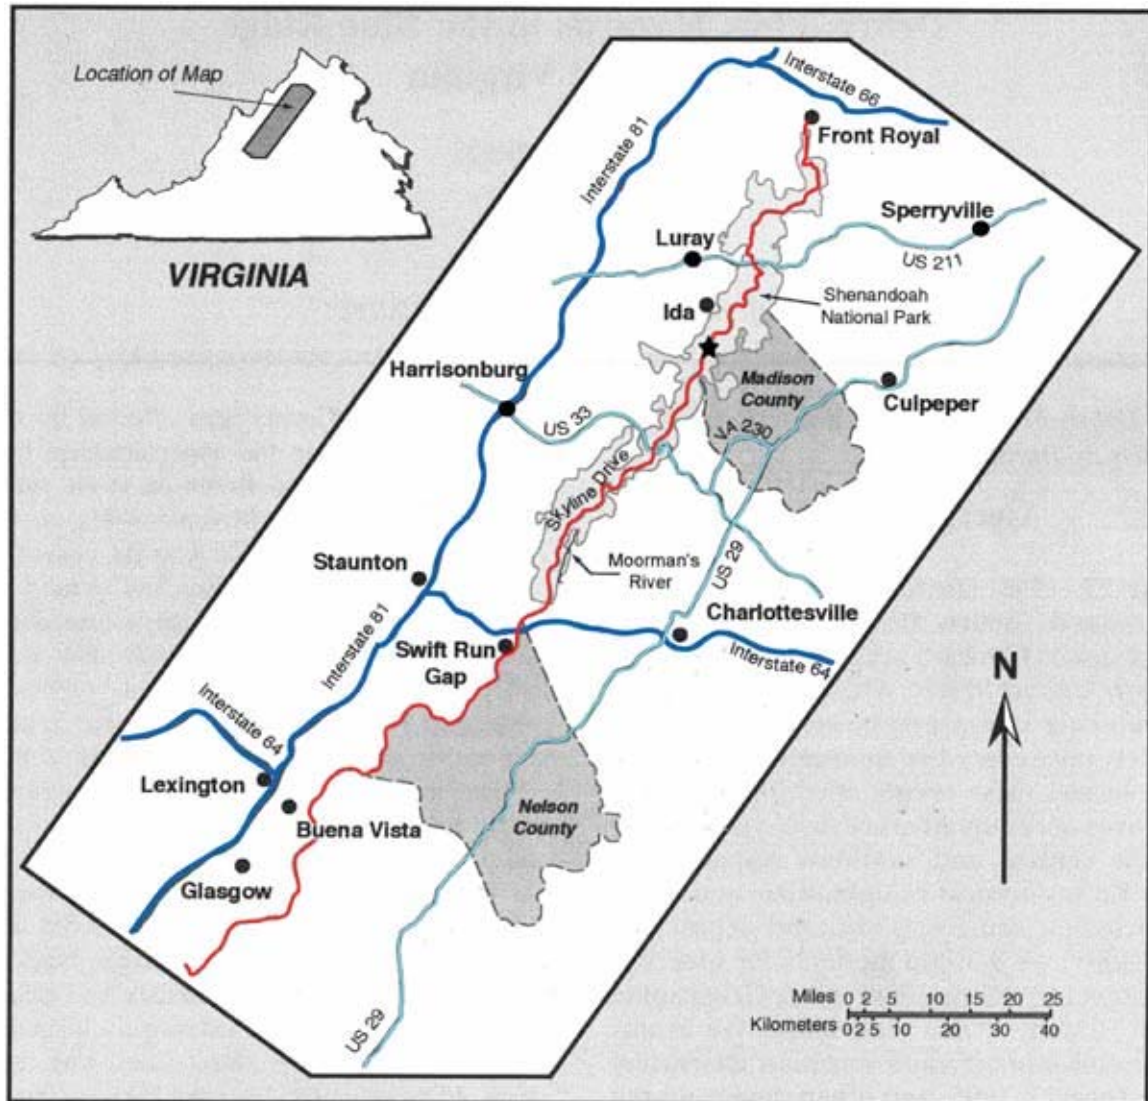 Location of Map
VIRGINIA
Interstate 66
Front Royal
Interstate 81
Sperryville
Luray
US 211
Shenandoah
National Park
Ida
Harrisonburg
Madison
County
Culpeper
US 33
VA 230
Skyline Drive
Moorman's
River
Staunton
US 29
Charlottesville
Swift Run
Gap
Interstate 64
Interstate 81
N
Interstate 64
Lexington
Buena Vista
Nelson
County
Glasgow
US 29
Miles 0 2 5 10 15 20 25
Kilometers 0 2 5 10 20 30 40